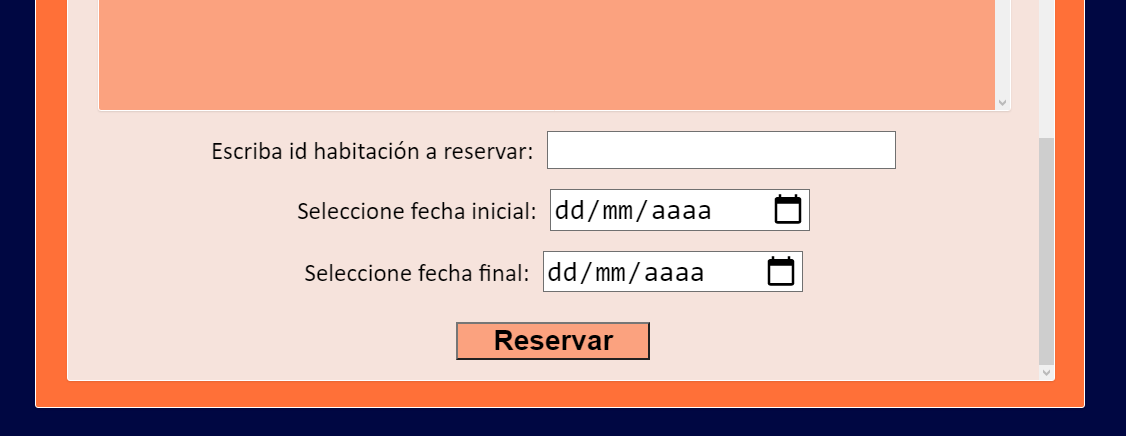 Escriba id habitación a reservar:
Seleccione fecha inicial: dd/mm/aaaa
Seleccione fecha final: dd/mm/aaaa
Reservar